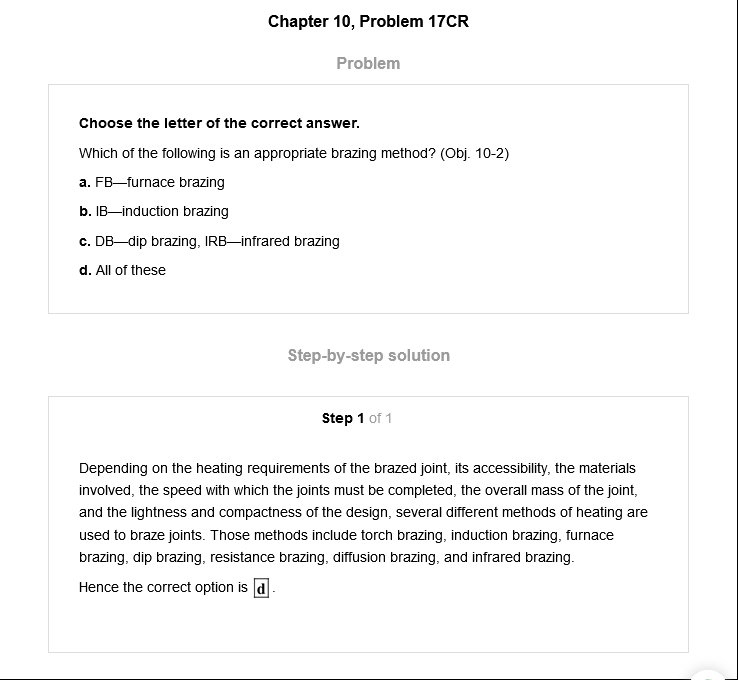 Chapter 10, Problem 17CR
Problem
Choose the letter of the correct answer.
Which of the following is an appropriate brazing method? (Obj. 10-2)
a. FB—furnace brazing
b. IB—induction brazing
c. DB—dip brazing, IRB—infrared brazing
d. All of these
Step-by-step solution
Step 1 of 1
Depending on the heating requirements of the brazed joint, its accessibility, the materials
involved, the speed with which the joints must be completed, the overall mass of the joint,
and the lightness and compactness of the design, several different methods of heating are
used to braze joints. Those methods include torch brazing, induction brazing, furnace
brazing, dip brazing, resistance brazing, diffusion brazing, and infrared brazing.
Hence the correct option is d.